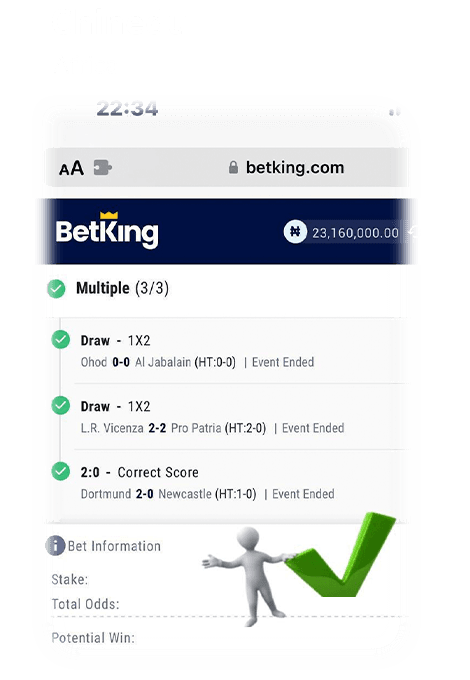 22:34
AA betking.com
BetKing ₦ 23,160,000.00
Multiple (3/3)
Draw - 1X2
Ohod 0-0 Al Jabalain (HT:0-0) | Event Ended
Draw - 1X2
L.R. Vicenza 2-2 Pro Patria (HT:2-0) | Event Ended
2:0 - Correct Score
Dortmund 2-0 Newcastle (HT:1-0) | Event Ended
i Bet Information
Stake:
Total Odds:
Potential Win: